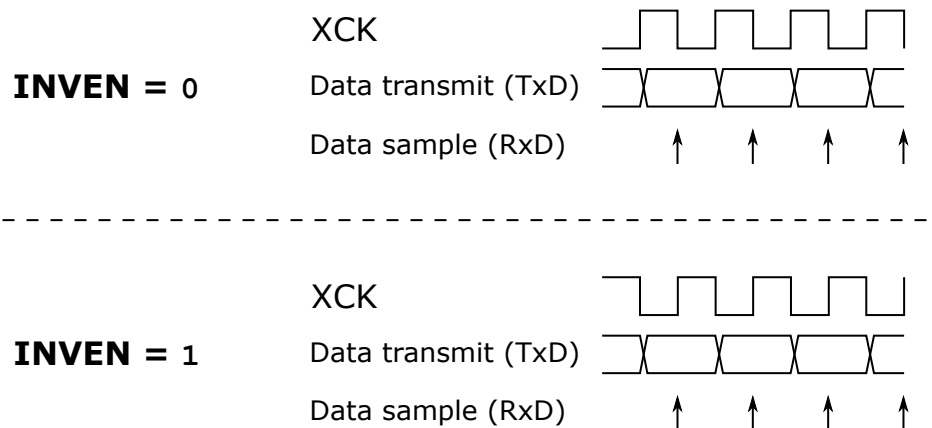 XCK
INVEN = 0 Data transmit (TxD)
Data sample (RxD)
XCK
INVEN = 1 Data transmit (TxD)
Data sample (RxD)